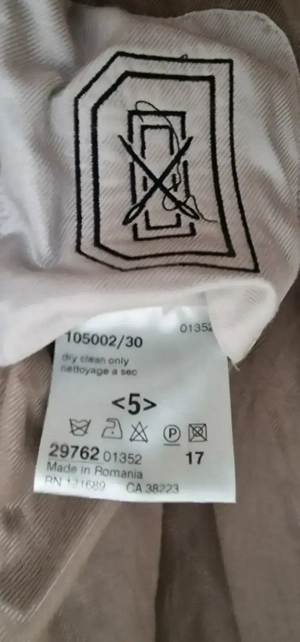 01352
105002/30
dry clean only
nettoyage a sec
<5>
P
29762 01352 17
Made in Romania
RN 121689 CA 38223